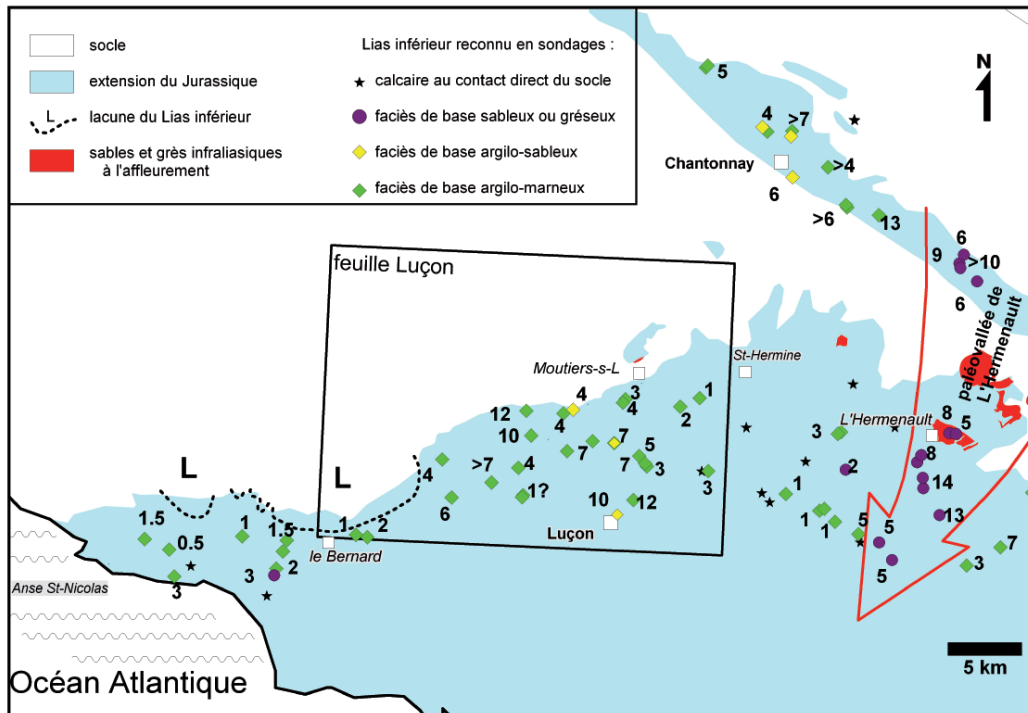 socle
extension du Jurassique
L
lacune du Lias inférieur
sables et grès infraliasiques
à l'affleurement
Lias inférieur reconnu en sondages :
calcaire au contact direct du socle
faciès de base sableux ou gréseux
faciès de base argilo-sableux
faciès de base argilo-marneux
N
5
4
>7
Chantonnay
>4
6
>6
13
6
9
>10
6
paléovallée de
L'Hermenault
feuille Luçon
Moutiers-s-L
St-Hermine
3
4
1
12
4
4
2
10
7
7
5
7
3
3
4
>7
4
1?
6
10
12
Luçon
L'Hermenault
8
5
3
8
2
14
1
13
1
1
5
5
5
7
3
L
L
1.5
0.5
3
1
1.5
2
3
1
2
le Bernard
Anse St-Nicolas
Océan Atlantique
5 km